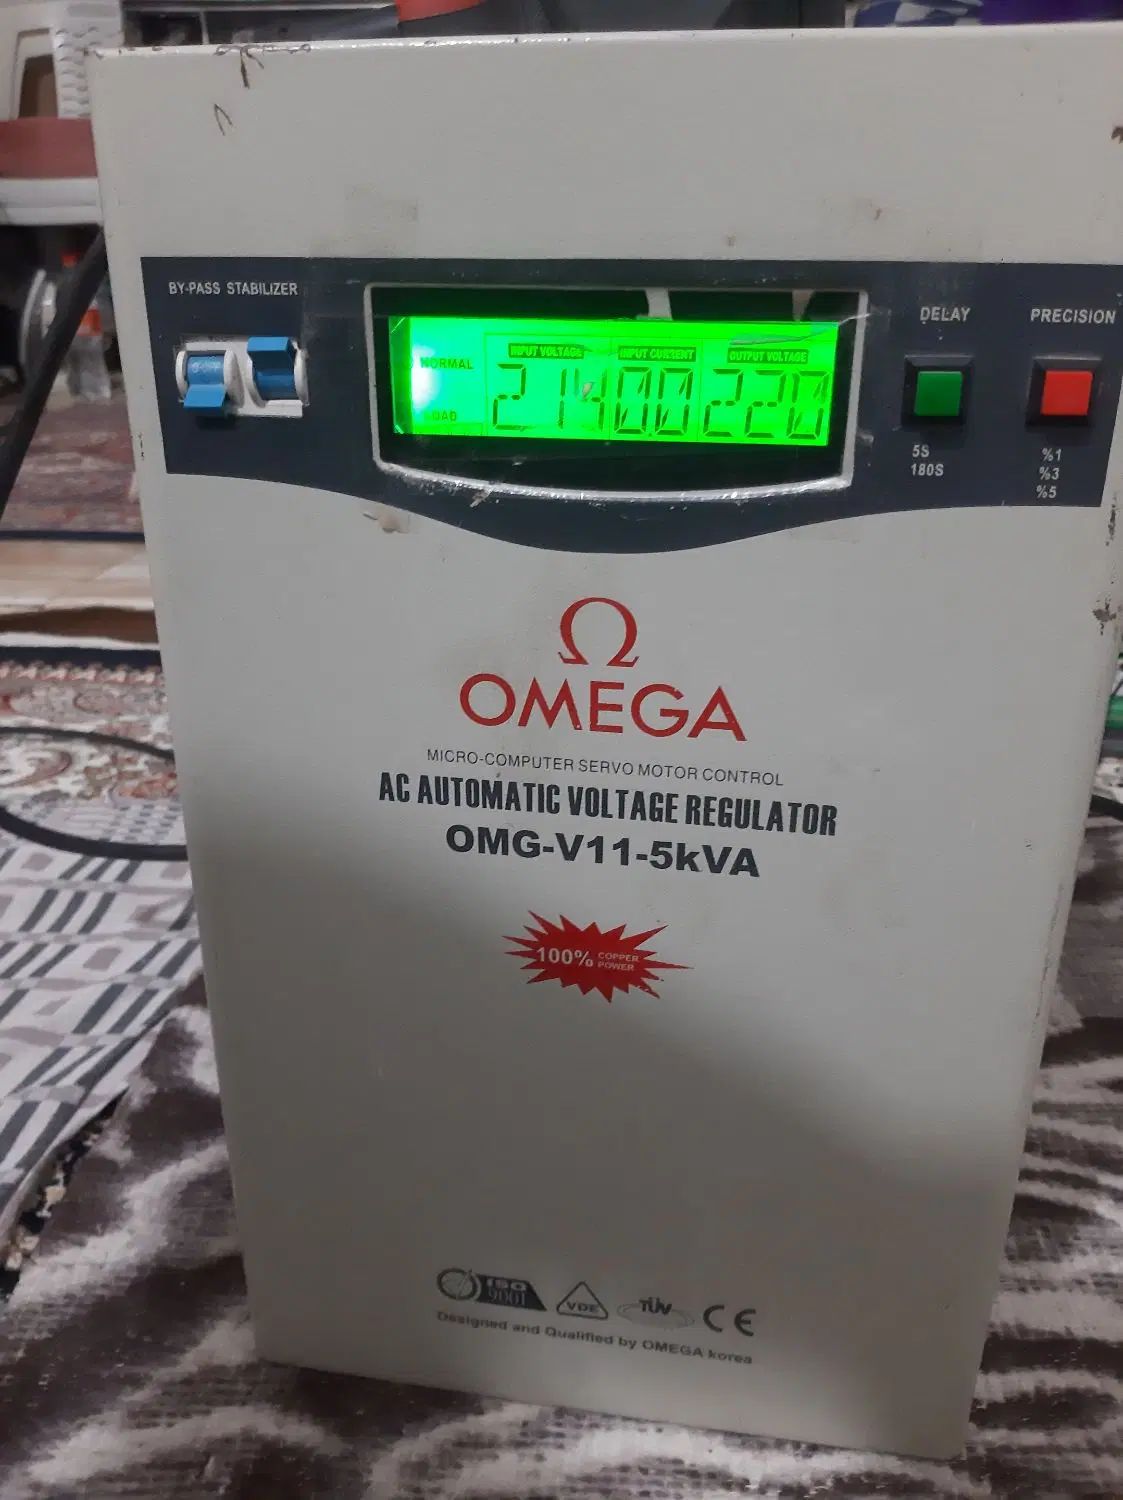 BY-PASS STABILIZER
DELAY
PRECISION
NORMAL
LOAD
INPUT VOLTAGE
INPUT CURRENT
OUTPUT VOLTAGE
214
0.0
220
5S
180S
%1
%3
%5
Ω
OMEGA
MICRO-COMPUTER SERVO MOTOR CONTROL
AC AUTOMATIC VOLTAGE REGULATOR
OMG-V11-5kVA
100% COPPER
POWER
ISO
9001
VDE
TÜV
CE
Designed and Qualified by OMEGA korea